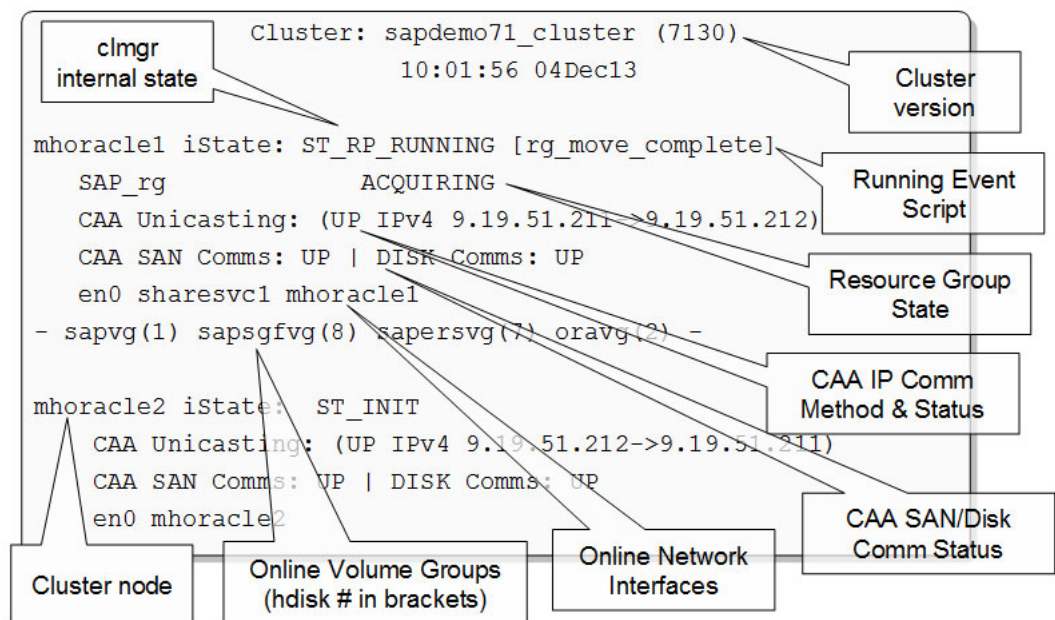 Cluster: sapdemo71_cluster (7130)
10:01:56 04Dec13
clmgr
internal state
Cluster
version
mhoracle1 iState: ST_RP_RUNNING [rg_move_complete]
SAP_rg ACQUIRING
CAA Unicasting: (UP IPv4 9.19.51.211->9.19.51.212)
CAA SAN Comms: UP | DISK Comms: UP
en0 sharesvc1 mhoracle1
- sapvg(1) sapsgfvg(8) sapersvg(7) oravg(2) -
Running Event
Script
Resource Group
State
CAA IP Comm
Method & Status
mhoracle2 iState: ST_INIT
CAA Unicasting: (UP IPv4 9.19.51.212->9.19.51.211)
CAA SAN Comms: UP | DISK Comms: UP
en0 mhoracle2
CAA SAN/Disk
Comm Status
Cluster node
Online Volume Groups
(hdisk # in brackets)
Online Network
Interfaces